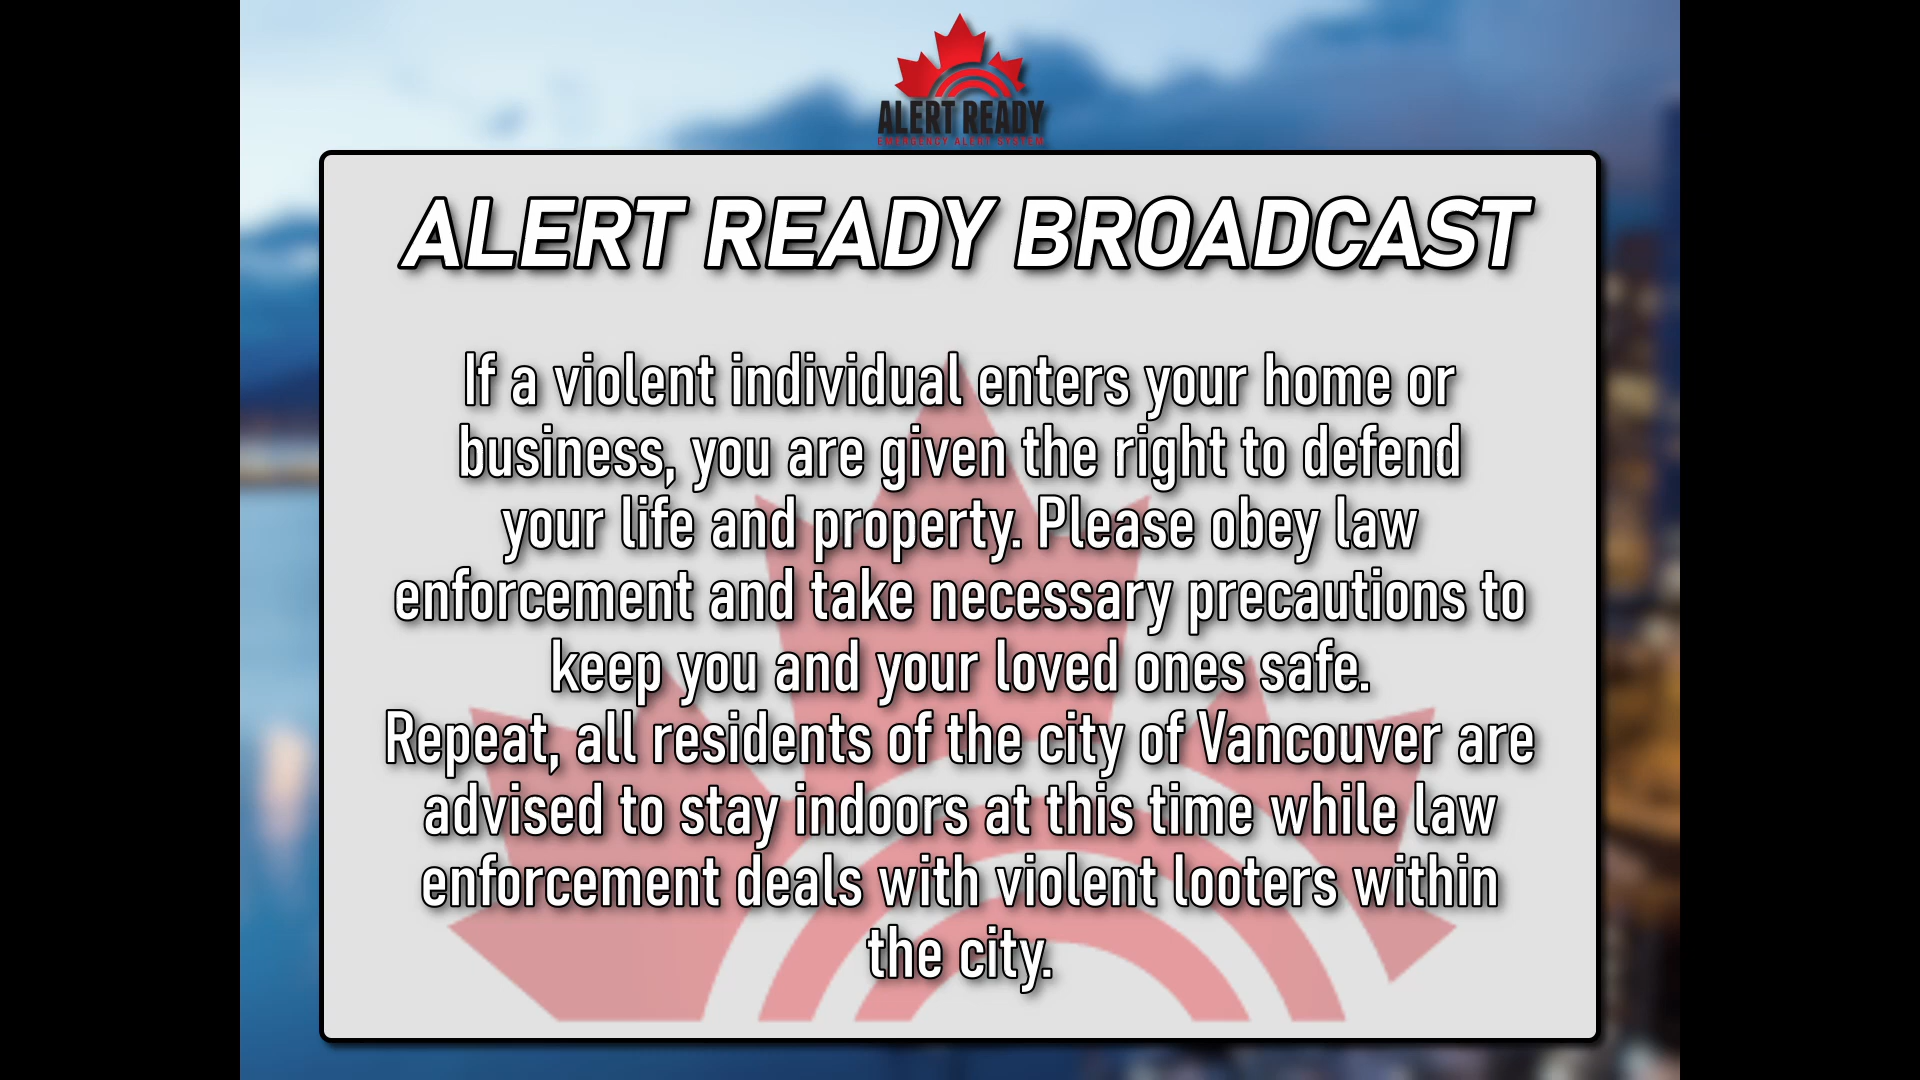 ALERT READY
EMERGENCY ALERT SYSTEM
ALERT READY BROADCAST
If a violent individual enters your home or
business, you are given the right to defend
your life and property. Please obey law
enforcement and take necessary precautions to
keep you and your loved ones safe.
Repeat, all residents of the city of Vancouver are
advised to stay indoors at this time while law
enforcement deals with violent looters within
the city.